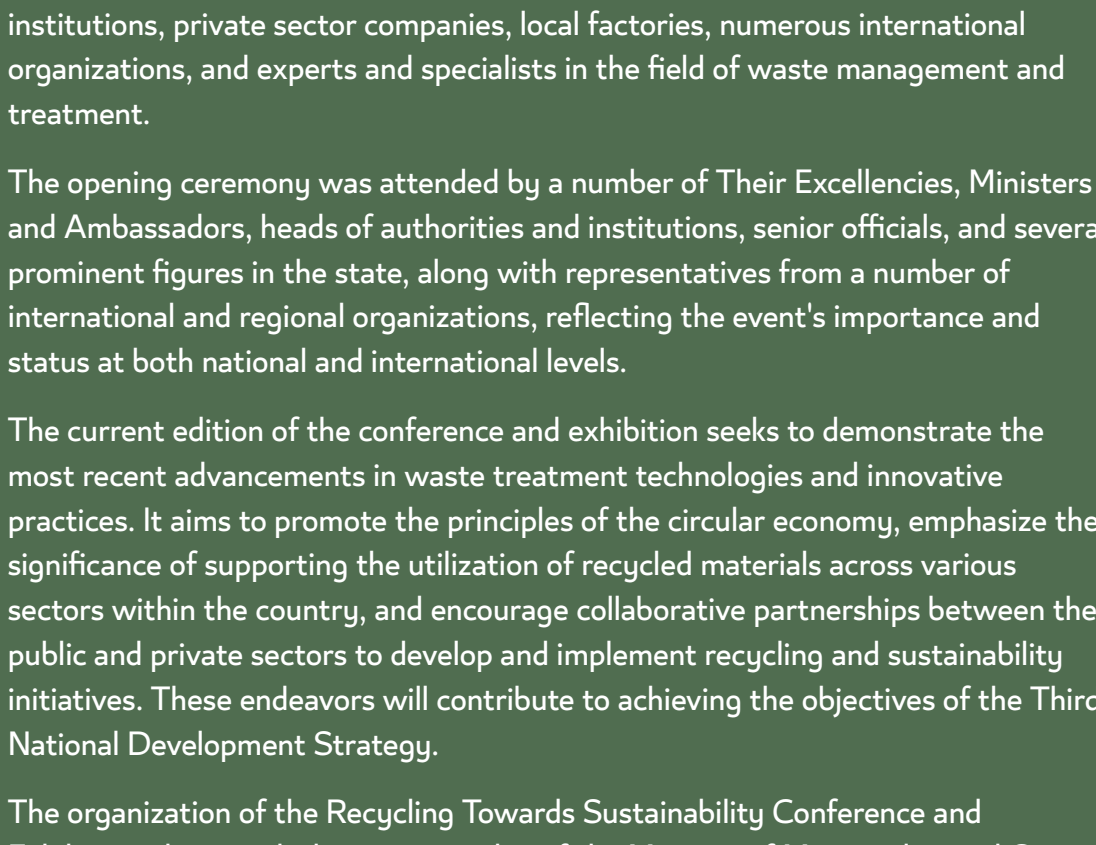 institutions, private sector companies, local factories, numerous international
organizations, and experts and specialists in the field of waste management and
treatment.
The opening ceremony was attended by a number of Their Excellencies, Ministers
and Ambassadors, heads of authorities and institutions, senior officials, and severa
prominent figures in the state, along with representatives from a number of
international and regional organizations, reflecting the event's importance and
status at both national and international levels.
The current edition of the conference and exhibition seeks to demonstrate the
most recent advancements in waste treatment technologies and innovative
practices. It aims to promote the principles of the circular economy, emphasize the
significance of supporting the utilization of recycled materials across various
sectors within the country, and encourage collaborative partnerships between the
public and private sectors to develop and implement recycling and sustainability
initiatives. These endeavors will contribute to achieving the objectives of the Third
National Development Strategy.
The organization of the Recycling Towards Sustainability Conference and